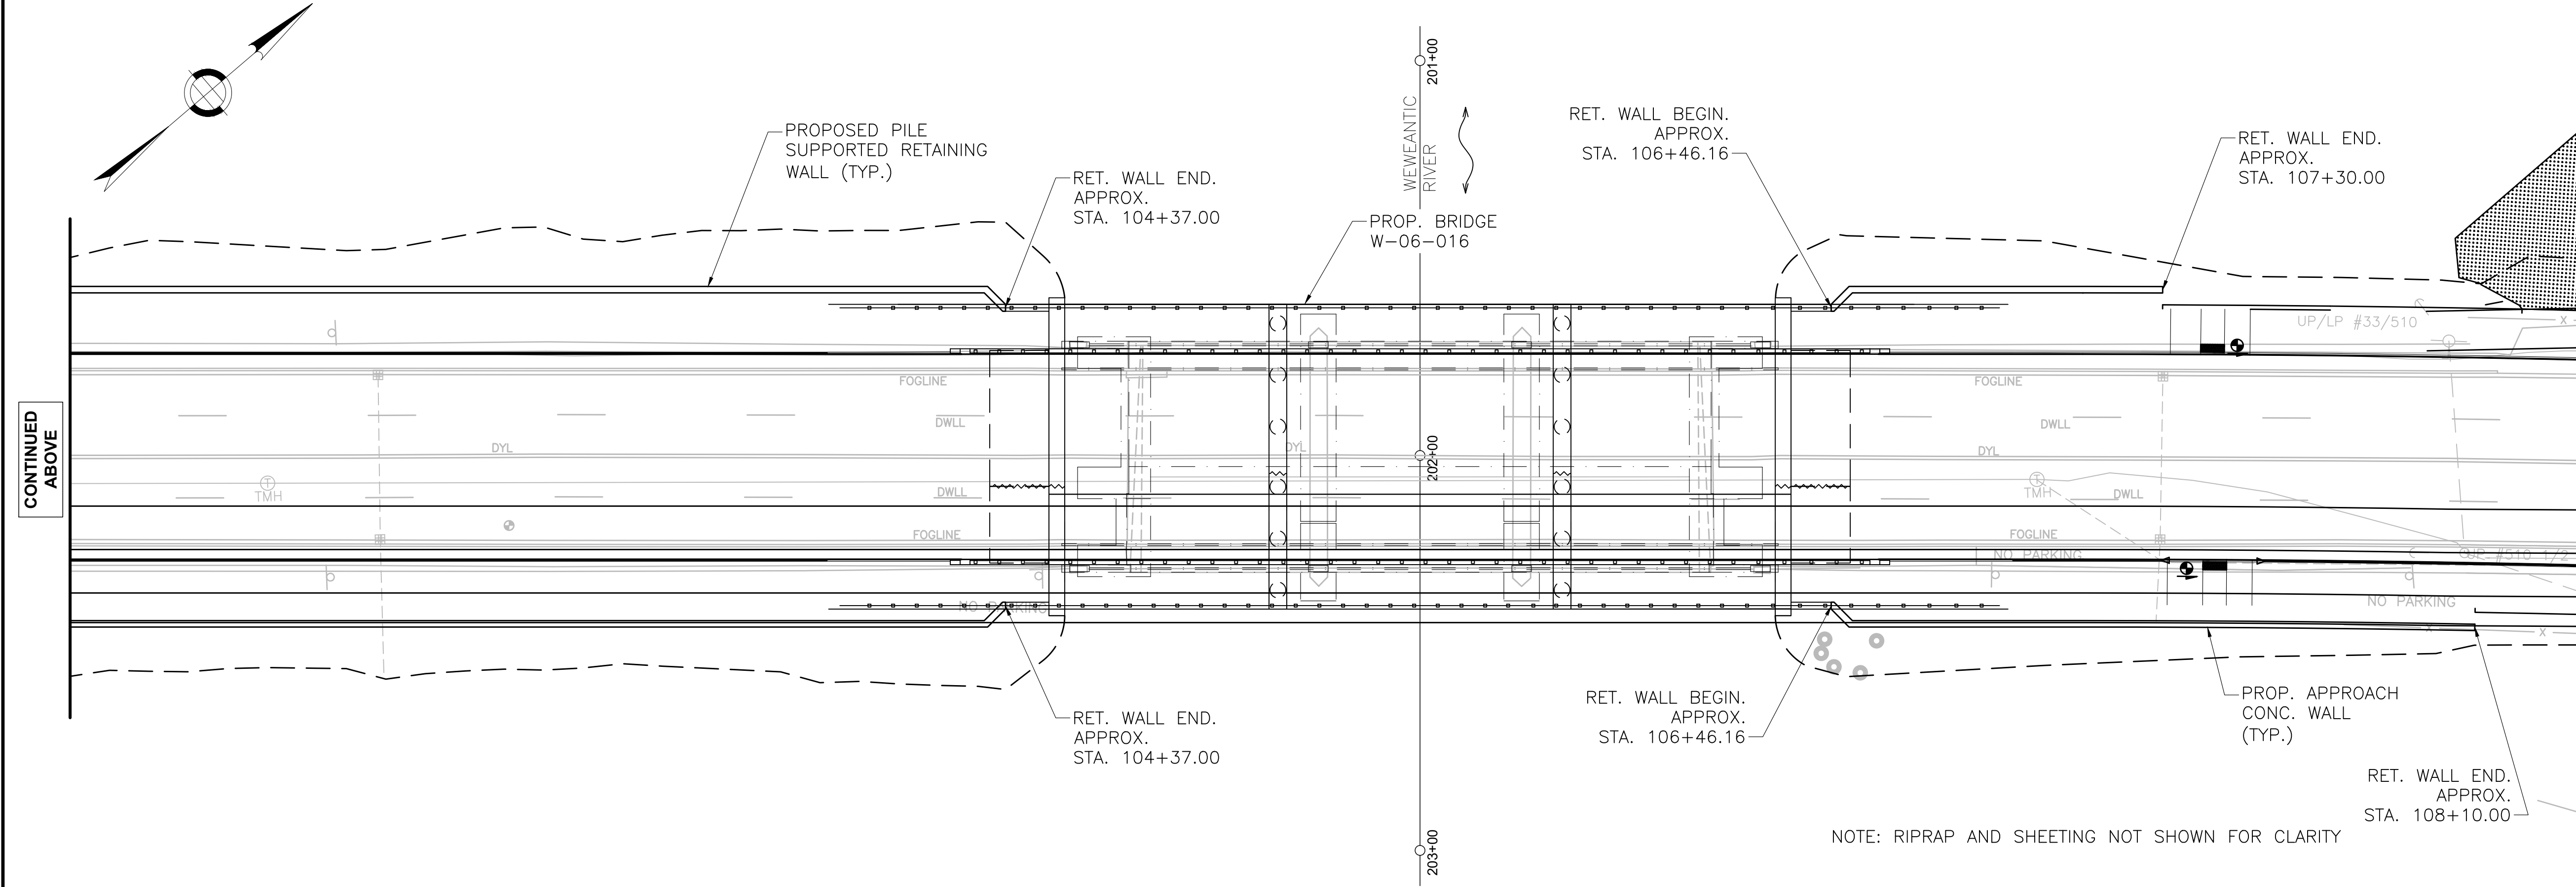 201+00
WEWEANTIC
RIVER
RET. WALL BEGIN.
APPROX.
STA. 106+46.16
PROPOSED PILE
SUPPORTED RETAINING
WALL (TYP.)
RET. WALL END.
APPROX.
STA. 107+30.00
RET. WALL END.
APPROX.
STA. 104+37.00
PROP. BRIDGE
W-06-016
UP/LP #33/510
FOGLINE
FOGLINE
DWLL
DWLL
CONTINUED
ABOVE
DYL
DYL
DYL
202+00
T
TMH
DWLL
T
TMH
DWLL
FOGLINE
FOGLINE
NO PARKING
UP #510 1/2
NO PARKING
NO PARKING
X
X
X
RET. WALL BEGIN.
APPROX.
STA. 106+46.16
PROP. APPROACH
CONC. WALL
(TYP.)
RET. WALL END.
APPROX.
STA. 104+37.00
RET. WALL END.
APPROX.
STA. 108+10.00
203+00
NOTE: RIPRAP AND SHEETING NOT SHOWN FOR CLARITY